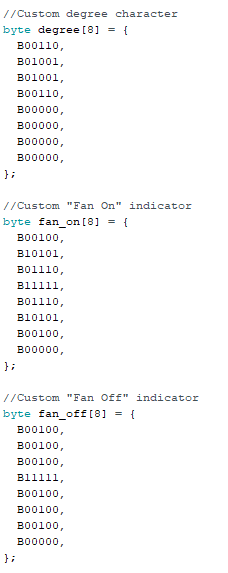 //Custom degree character
byte degree[8] = {
  B00110,
  B01001,
  B01001,
  B00110,
  B00000,
  B00000,
  B00000,
  B00000,
};

//Custom "Fan On" indicator
byte fan_on[8] = {
  B00100,
  B10101,
  B01110,
  B11111,
  B01110,
  B10101,
  B00100,
  B00000,
};

//Custom "Fan Off" indicator
byte fan_off[8] = {
  B00100,
  B00100,
  B00100,
  B11111,
  B00100,
  B00100,
  B00100,
  B00000,
};